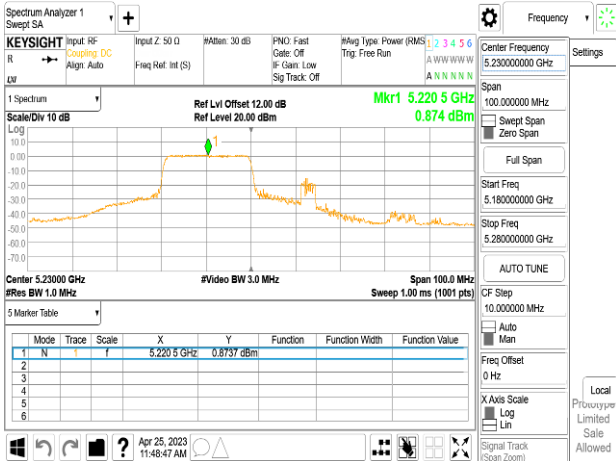 Spectrum Analyzer 1
Swept SA
+
Frequency
KEYSIGHT
R
Input: RF
Coupling: DC
Align: Auto
Input Z: 50 Ω
Freq Ref: Int (S)
#Atten: 30 dB
PNO: Fast
Gate: Off
IF Gain: Low
Sig Track: Off
#Avg Type: Power (RMS
Trig: Free Run
1 2 3 4 5 6
A W W W W W
A N N N N N
1 Spectrum
Scale/Div 10 dB
Ref Lvl Offset 12.00 dB
Ref Level 20.00 dBm
Mkr1 5.220 5 GHz
0.874 dBm
Log
10.0
0.00
-10.0
-20.0
-30.0
-40.0
-50.0
-60.0
-70.0
1
Center 5.23000 GHz
#Res BW 1.0 MHz
#Video BW 3.0 MHz
Span 100.0 MHz
Sweep 1.00 ms (1001 pts)
5 Marker Table
Mode Trace Scale X Y Function Function Width Function Value
1 N 1 f 5.220 5 GHz 0.8737 dBm
2
3
4
5
6
?
Apr 25, 2023
11:48:47 AM
Center Frequency
5.230000000 GHz
Settings
Span
100.000000 MHz
Swept Span
Zero Span
Full Span
Start Freq
5.180000000 GHz
Stop Freq
5.280000000 GHz
AUTO TUNE
CF Step
10.000000 MHz
Auto
Man
Freq Offset
0 Hz
X Axis Scale
Log
Lin
Signal Track
(Span Zoom)
Local
Prototype
Limited
Sale
Allowed